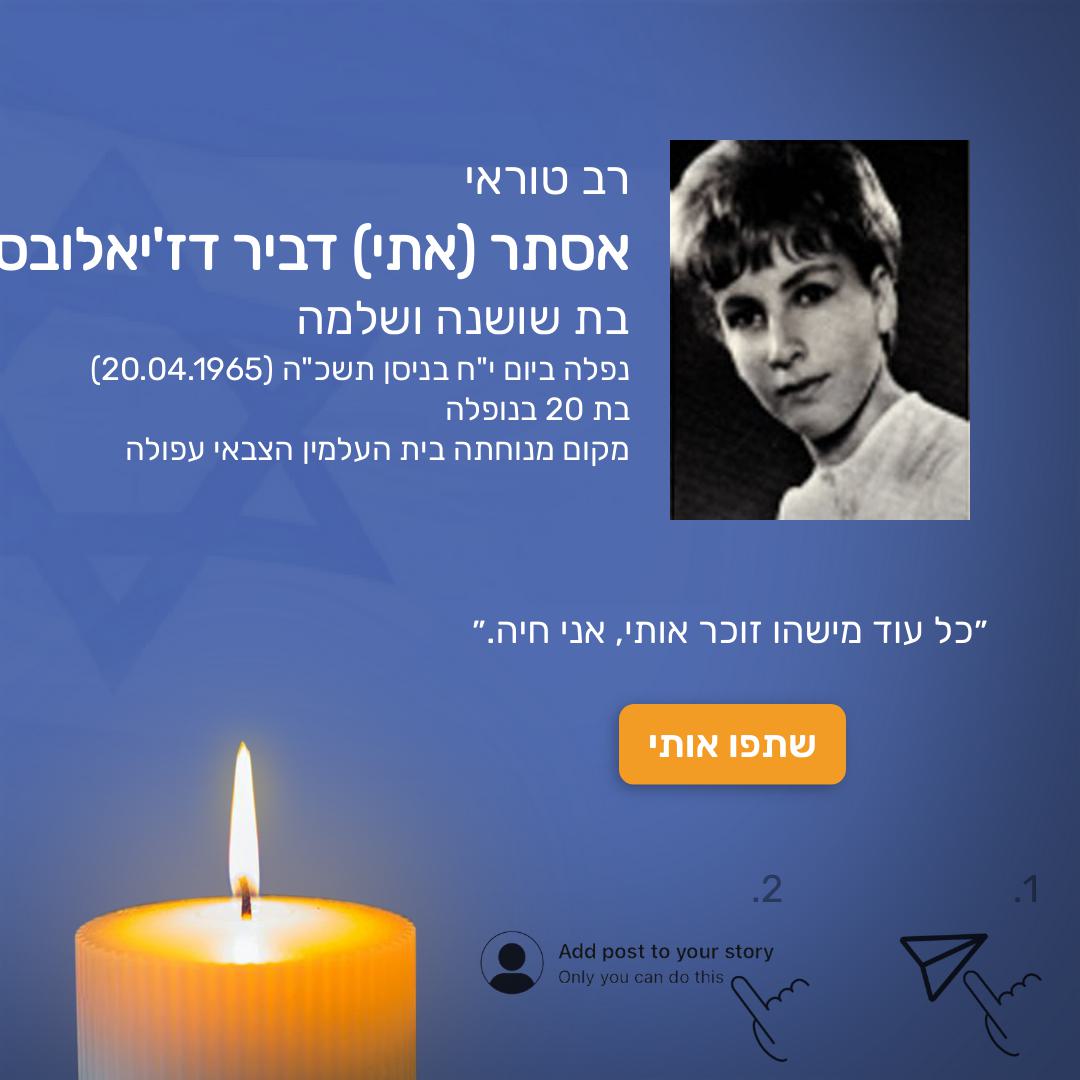 רב טוראי
אסתר (אתי) דביר דז'יאלובס
בת שושנה ושלמה
נפלה ביום י"ח בניסן תשכ"ה (20.04.1965)
בת 20 בנופלה
מקום מנוחתה בית העלמין הצבאי עפולה
״כל עוד מישהו זוכר אותי, אני חיה.״
שתפו אותי
1.
2.
Add post to your story
Only you can do this